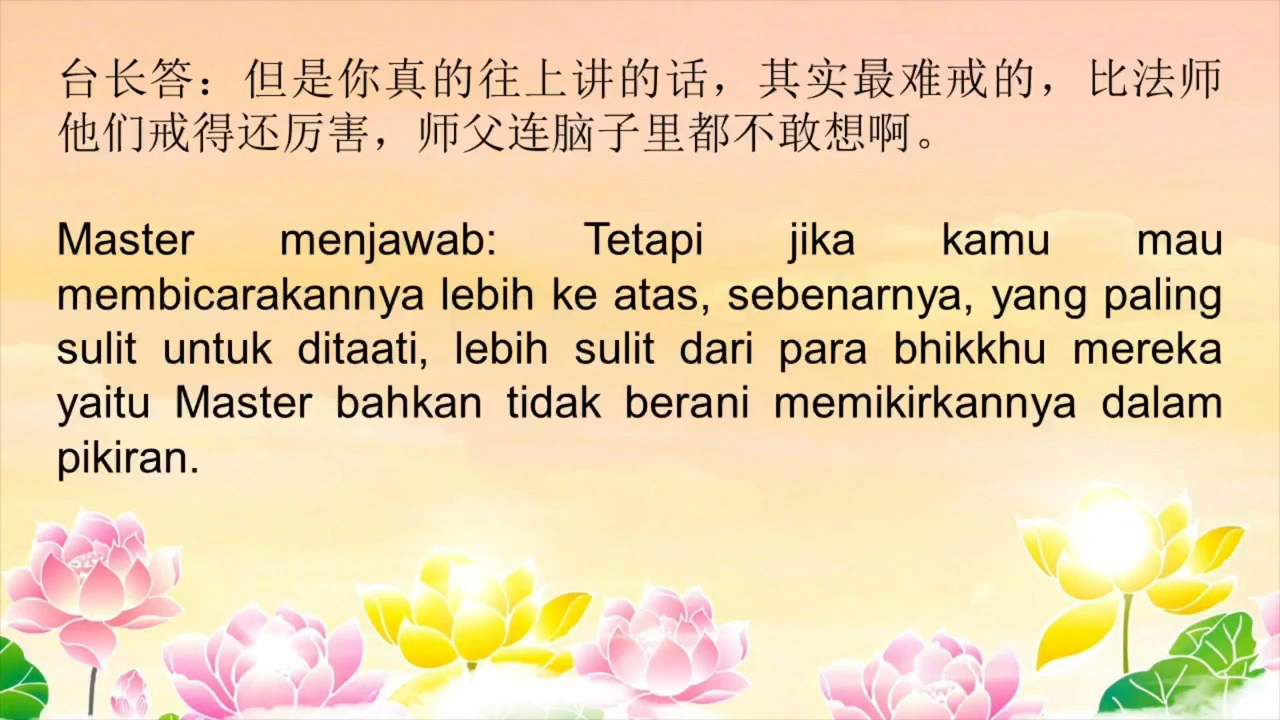 台长答：但是你真的往上讲的话，其实最难戒的，比法师
他们戒得还厉害，师父连脑子里都不敢想啊。
Master menjawab: Tetapi jika kamu mau
membicarakannya lebih ke atas, sebenarnya, yang paling
sulit untuk ditaati, lebih sulit dari para bhikkhu mereka
yaitu Master bahkan tidak berani memikirkannya dalam
pikiran.